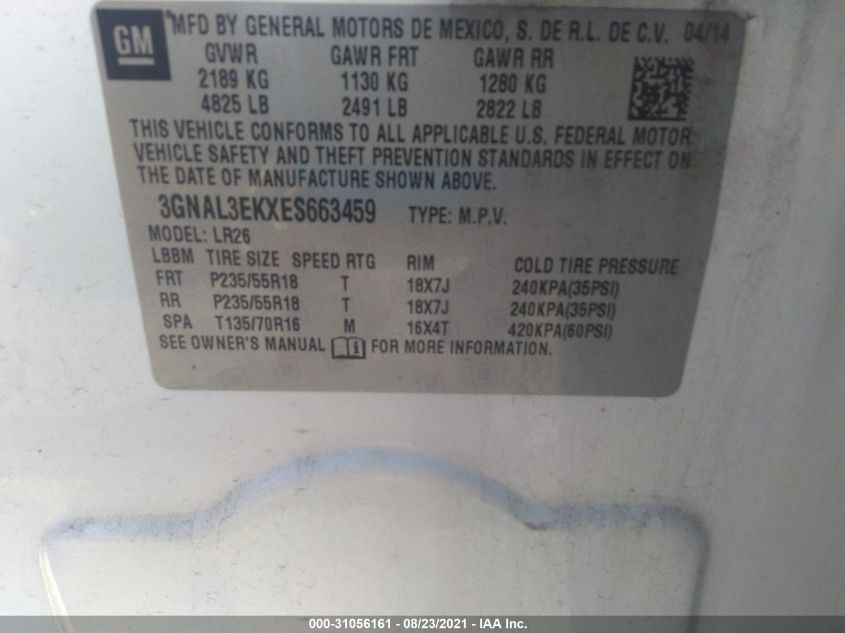 GM
MFD BY GENERAL MOTORS DE MEXICO, S. DE R.L. DE C.V. 04/14
GVWR GAWR FRT GAWR RR
2189 KG 1130 KG 1280 KG
4825 LB 2491 LB 2822 LB
THIS VEHICLE CONFORMS TO ALL APPLICABLE U.S. FEDERAL MOTOR
VEHICLE SAFETY AND THEFT PREVENTION STANDARDS IN EFFECT ON
THE DATE OF MANUFACTURE SHOWN ABOVE.
3GNAL3EKXES663459 TYPE: M.P.V.
MODEL: LR26
LBBM TIRE SIZE SPEED RTG RIM COLD TIRE PRESSURE
FRT P235/55R18 T 18X7J 240KPA(35PSI)
RR P235/55R18 T 18X7J 240KPA(35PSI)
SPA T135/70R16 M 16X4T 420KPA(60PSI)
SEE OWNER'S MANUAL FOR MORE INFORMATION.
000-31056161 - 08/23/2021 - IAA Inc.